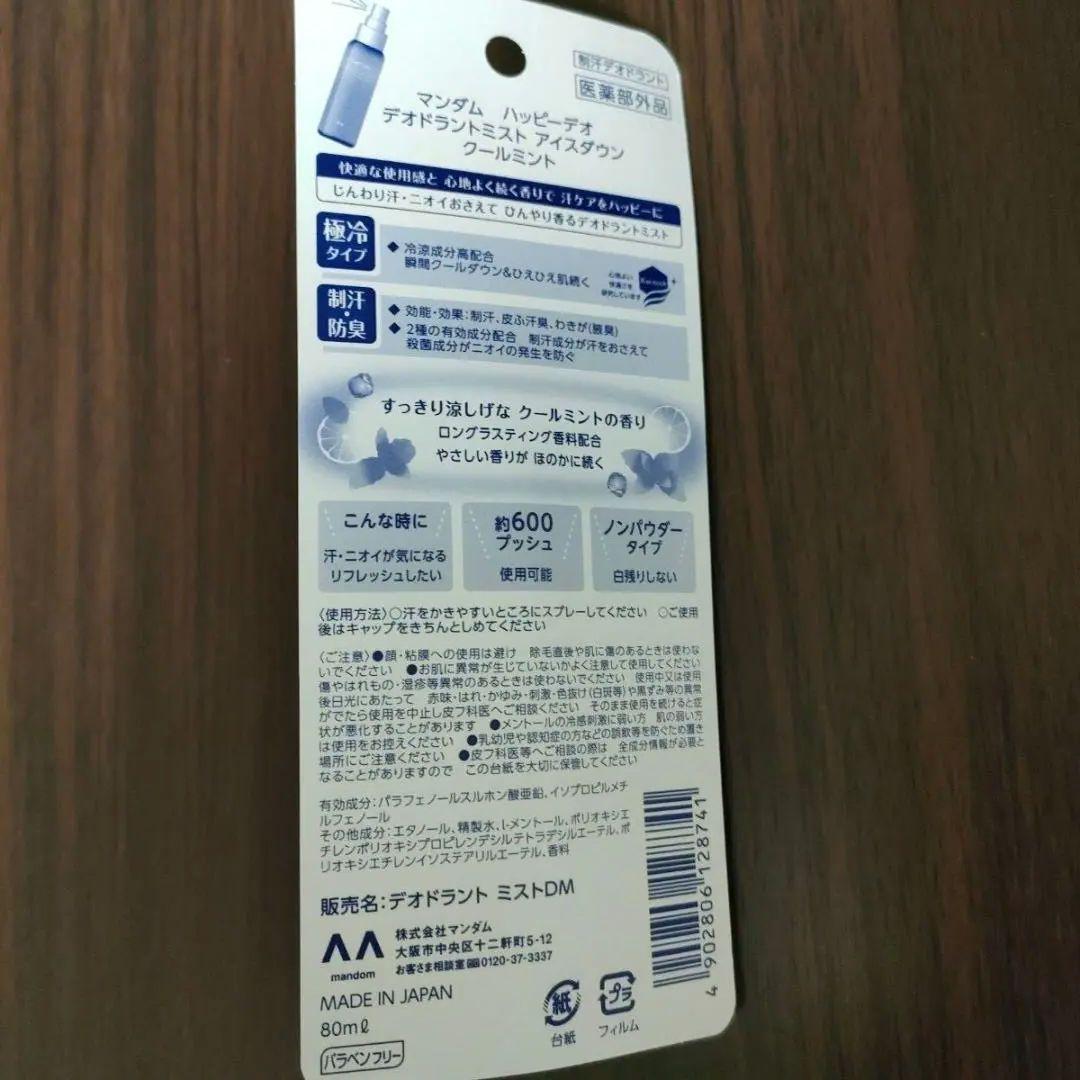 制汗デオドラント
医薬部外品
マンダム ハッピーデオ
デオドラントミスト アイスダウン
クールミント
快適な使用感と 心地よく続く香りで 汗ケアをハッピーに
じんわり汗・ニオイおさえて ひんやり香るデオドラントミスト
極冷
タイプ
◆ 冷涼成分高配合
瞬間クールダウン&ひえひえ肌続く
心地よい
快適さを
研究しています
制汗
・
防臭
◆ 効能・効果:制汗、皮ふ汗臭、わきが(腋臭)
◆ 2種の有効成分配合 制汗成分が汗をおさえて
殺菌成分がニオイの発生を防ぐ
すっきり涼しげな クールミントの香り
ロングラスティング香料配合
やさしい香りが ほのかに続く
こんな時に
汗・ニオイが気になる
リフレッシュしたい
約600
プッシュ
使用可能
ノンパウダー
タイプ
白残りしない
〈使用方法〉○汗をかきやすいところにスプレーしてください ○ご使用
後はキャップをきちんとしめてください
〈ご注意〉●顔・粘膜への使用は避け 除毛直後や肌に傷のあるときは使わな
いでください ●お肌に異常が生じていないかよく注意して使用してください
傷やはれもの・湿疹等異常のあるときは使わないでください 使用中又は使用
後日光にあたって 赤味・はれ・かゆみ・刺激・色抜け(白斑等)や黒ずみ等の異常
がでたら使用を中止し皮フ科医へご相談ください そのまま使用を続けると症
状が悪化することがあります ●メントールの冷感刺激に弱い方 肌の弱い方
は使用をお控えください ●乳幼児や認知症の方などの誤飲等を防ぐため置き
場所にご注意ください ●皮フ科医等へご相談の際は 全成分情報が必要と
なることがありますので この台紙を大切に保管してください
有効成分:パラフェノールスルホン酸亜鉛、イソプロピルメチ
ルフェノール
その他成分:エタノール、精製水、l-メントール、ポリオキシエ
チレンポリオキシプロピレンデシルテトラデシルエーテル、ポ
リオキシエチレンイソステアリルエーテル、香料
販売名:デオドラント ミストDM
mandom
株式会社マンダム
大阪市中央区十二軒町5-12
お客さま相談室 0120-37-3337
MADE IN JAPAN
80mℓ
パラベンフリー
紙
台紙
プラ
フィルム
4 902806 128741